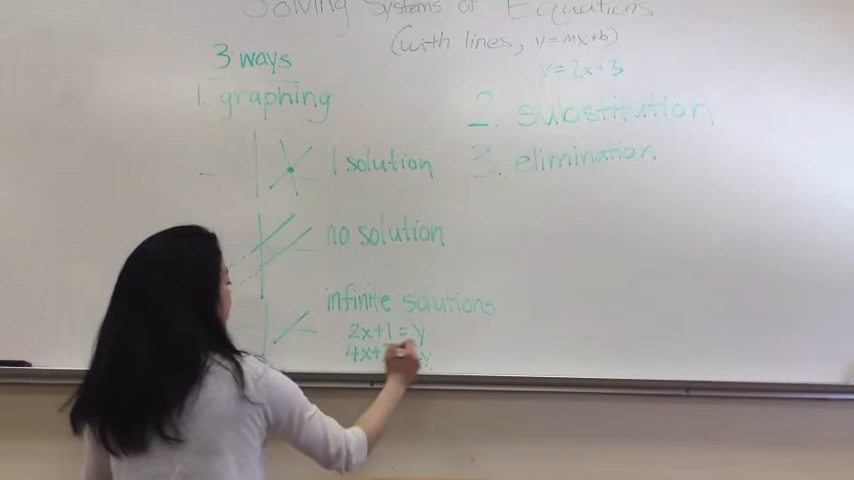 Solving Systems of Equations
(with lines, y=mx+b)
y=2x+3
3 ways
1. graphing
1 solution
no solution
infinite solutions
2x+1=y
4x+
y
2. substitution
3. elimination